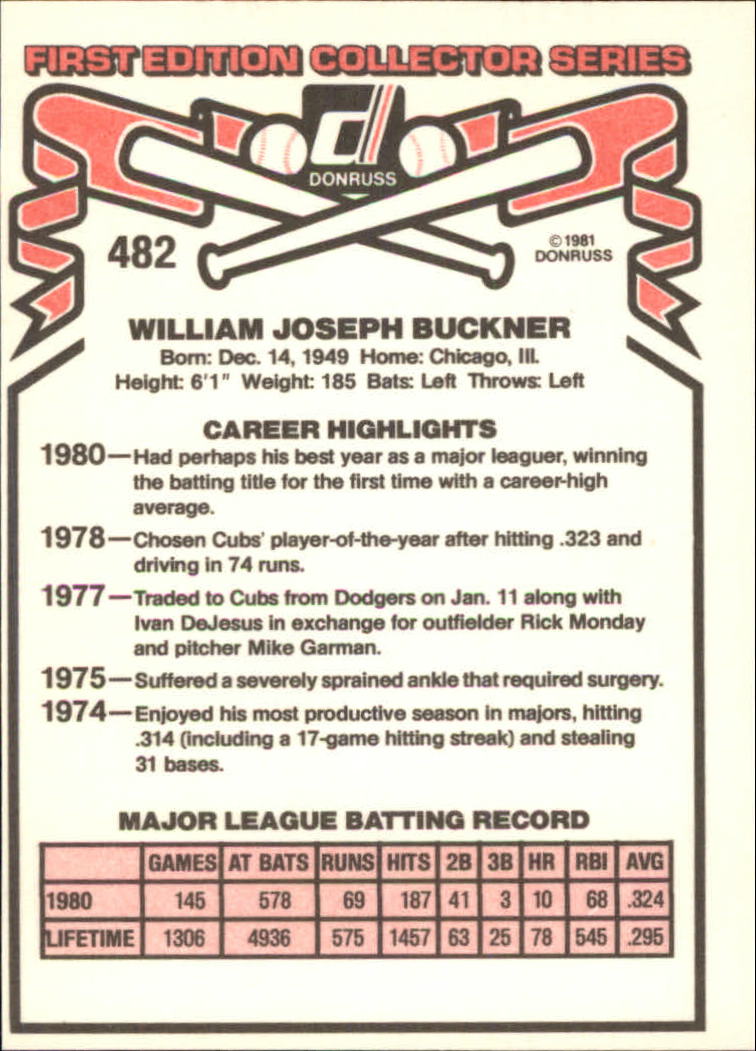 FIRST EDITION COLLECTOR SERIES
d
DONRUSS
482
©1981
DONRUSS
WILLIAM JOSEPH BUCKNER
Born: Dec. 14, 1949 Home: Chicago, Ill.
Height: 6'1" Weight: 185 Bats: Left Throws: Left
CAREER HIGHLIGHTS
1980—Had perhaps his best year as a major leaguer, winning
the batting title for the first time with a career-high
average.
1978—Chosen Cubs' player-of-the-year after hitting .323 and
driving in 74 runs.
1977—Traded to Cubs from Dodgers on Jan. 11 along with
Ivan DeJesus in exchange for outfielder Rick Monday
and pitcher Mike Garman.
1975—Suffered a severely sprained ankle that required surgery.
1974—Enjoyed his most productive season in majors, hitting
.314 (including a 17-game hitting streak) and stealing
31 bases.
MAJOR LEAGUE BATTING RECORD
GAMES AT BATS RUNS HITS 2B 3B HR RBI AVG
1980 145 578 69 187 41 3 10 68 .324
LIFETIME 1306 4936 575 1457 63 25 78 545 .295